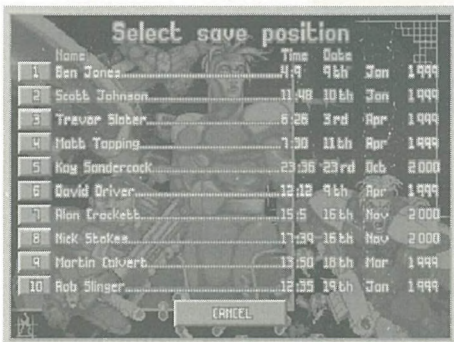 Select save position
Name Time Date
1 Ben Jones 4:9 9th Jan 1999
2 Scott Johnson 11:48 10th Jan 1999
3 Trevor Slater 6:26 3rd Apr 1999
4 Matt Tapping 7:30 11th Apr 1999
5 Kay Sandercock 23:36 23rd Oct 2000
6 David Driver 12:12 9th Apr 1999
7 Alan Crockett 15:5 16th Nov 2000
8 Nick Stokes 17:34 16th Nov 2000
9 Martin Calvert 13:50 18th Mar 1999
10 Rob Slinger 12:35 19th Jan 1999
CANCEL